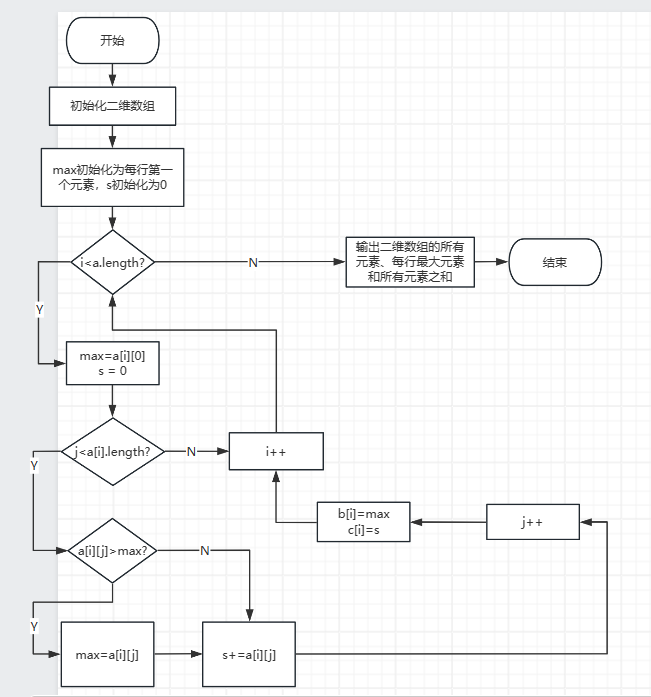 开始
初始化二维数组
max初始化为每行第一
个元素，s初始化为0
i<a.length?
N
输出二维数组的所有
元素、每行最大元素
和所有元素之和
结束
Y
max=a[i][0]
s = 0
j<a[i].length?
N
i++
Y
b[i]=max
c[i]=s
j++
a[i][j]>max?
N
Y
max=a[i][j]
s+=a[i][j]